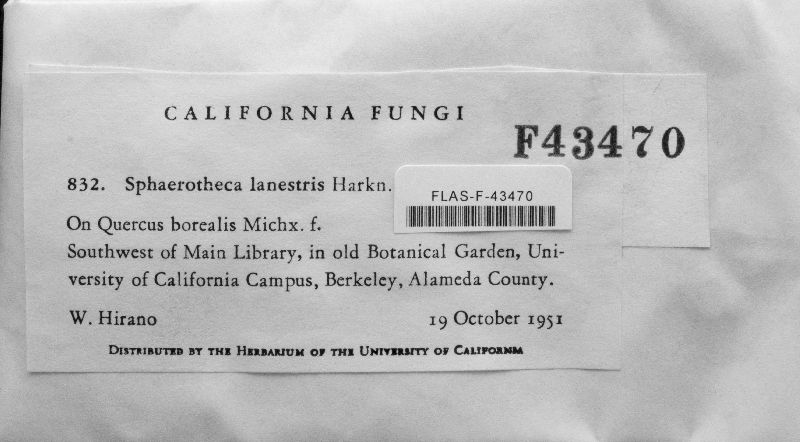 CALIFORNIA FUNGI
F43470
832. Sphaerotheca lanestris Harkn.
FLAS-F-43470
On Quercus borealis Michx. f.
Southwest of Main Library, in old Botanical Garden, Uni-
versity of California Campus, Berkeley, Alameda County.
W. Hirano 19 October 1951
DISTRIBUTED BY THE HERBARIUM OF THE UNIVERSITY OF CALIFORNIA